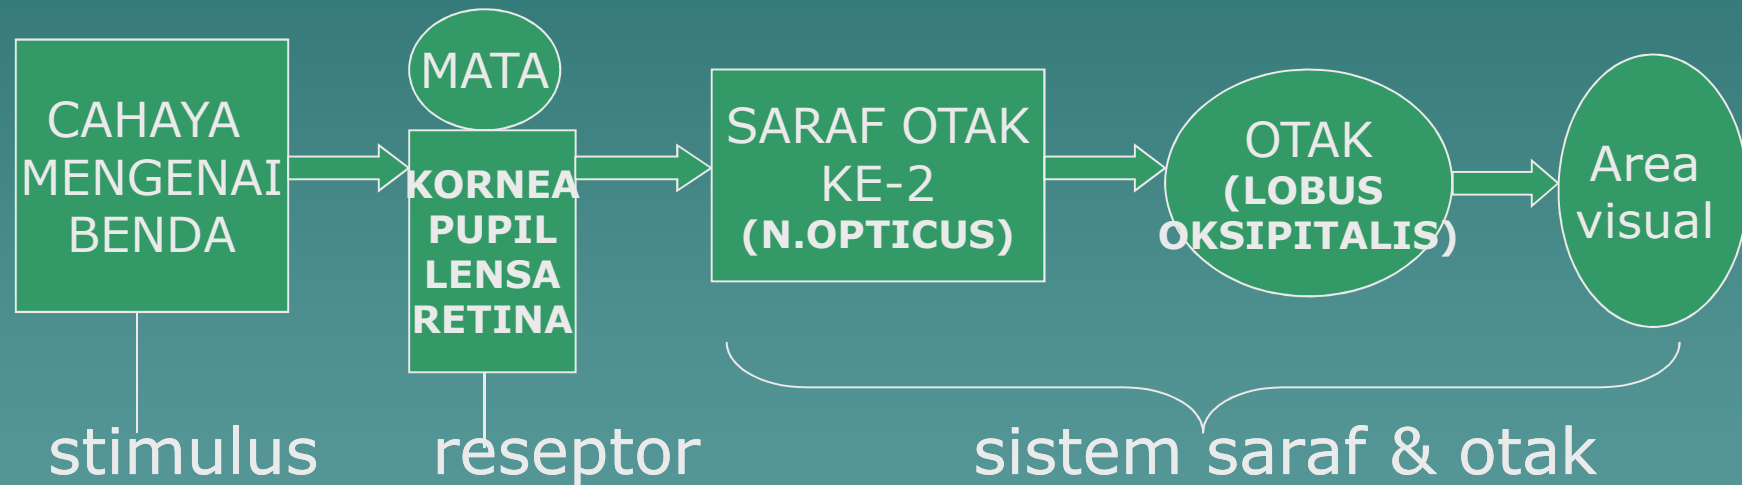 CAHAYA
MENGENAI
BENDA
MATA
KORNEA
PUPIL
LENSA
RETINA
SARAF OTAK
KE-2
(N.OPTICUS)
OTAK
(LOBUS
OKSIPITALIS)
Area
visual
stimulus
reseptor
sistem saraf & otak